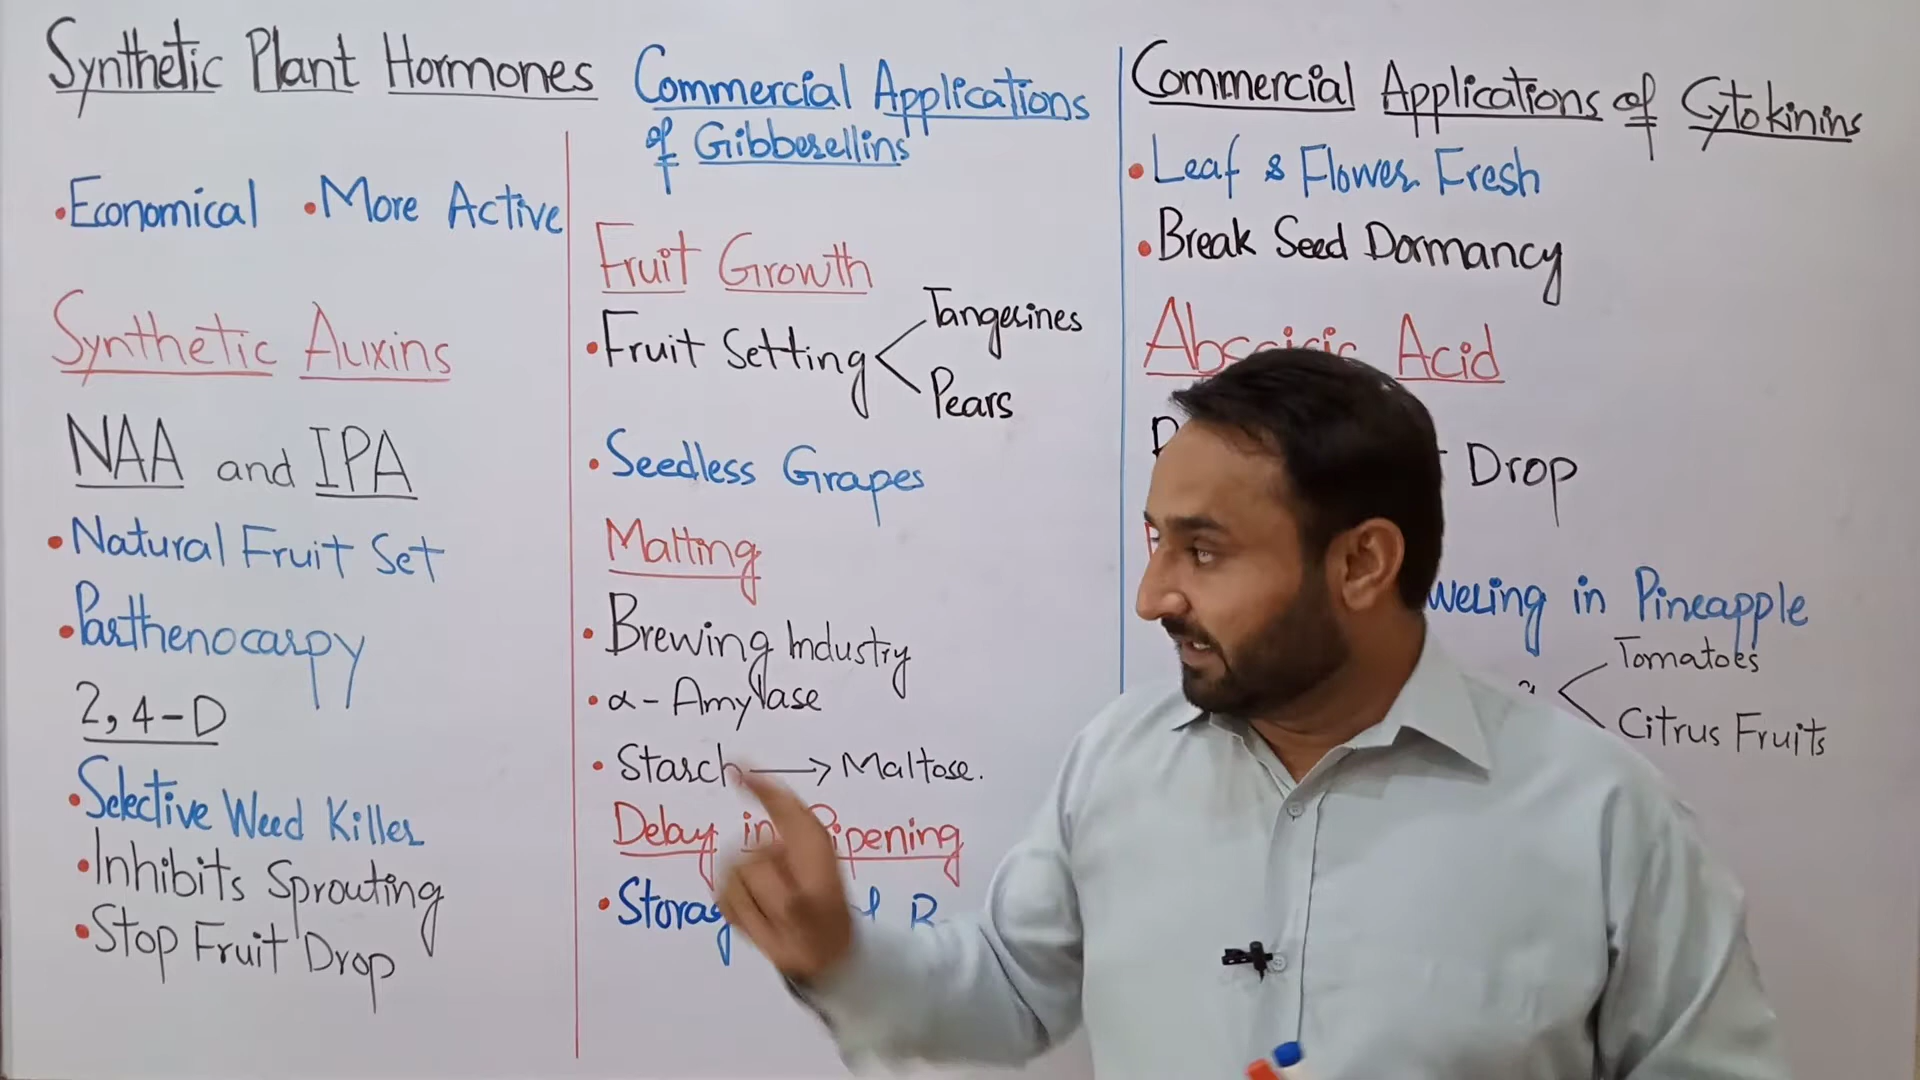 Synthetic Plant Hormones
• Economical • More Active
Synthetic Auxins
NAA and IPA
• Natural Fruit Set
• Parthenocarpy
2,4-D
• Selective Weed Killer
• Inhibits Sprouting
• Stop Fruit Drop
Commercial Applications
of Gibberellins
Fruit Growth
• Fruit Setting
Tangerines
Pears
• Seedless Grapes
Malting
• Brewing Industry
• α-Amylase
• Starch → Maltose.
Delay in Ripening
Commercial Applications of Cytokinins
• Leaf & Flower Fresh
• Break Seed Dormancy
Abscisic Acid
Drop
in Pineapple
Tomatoes
Citrus Fruits